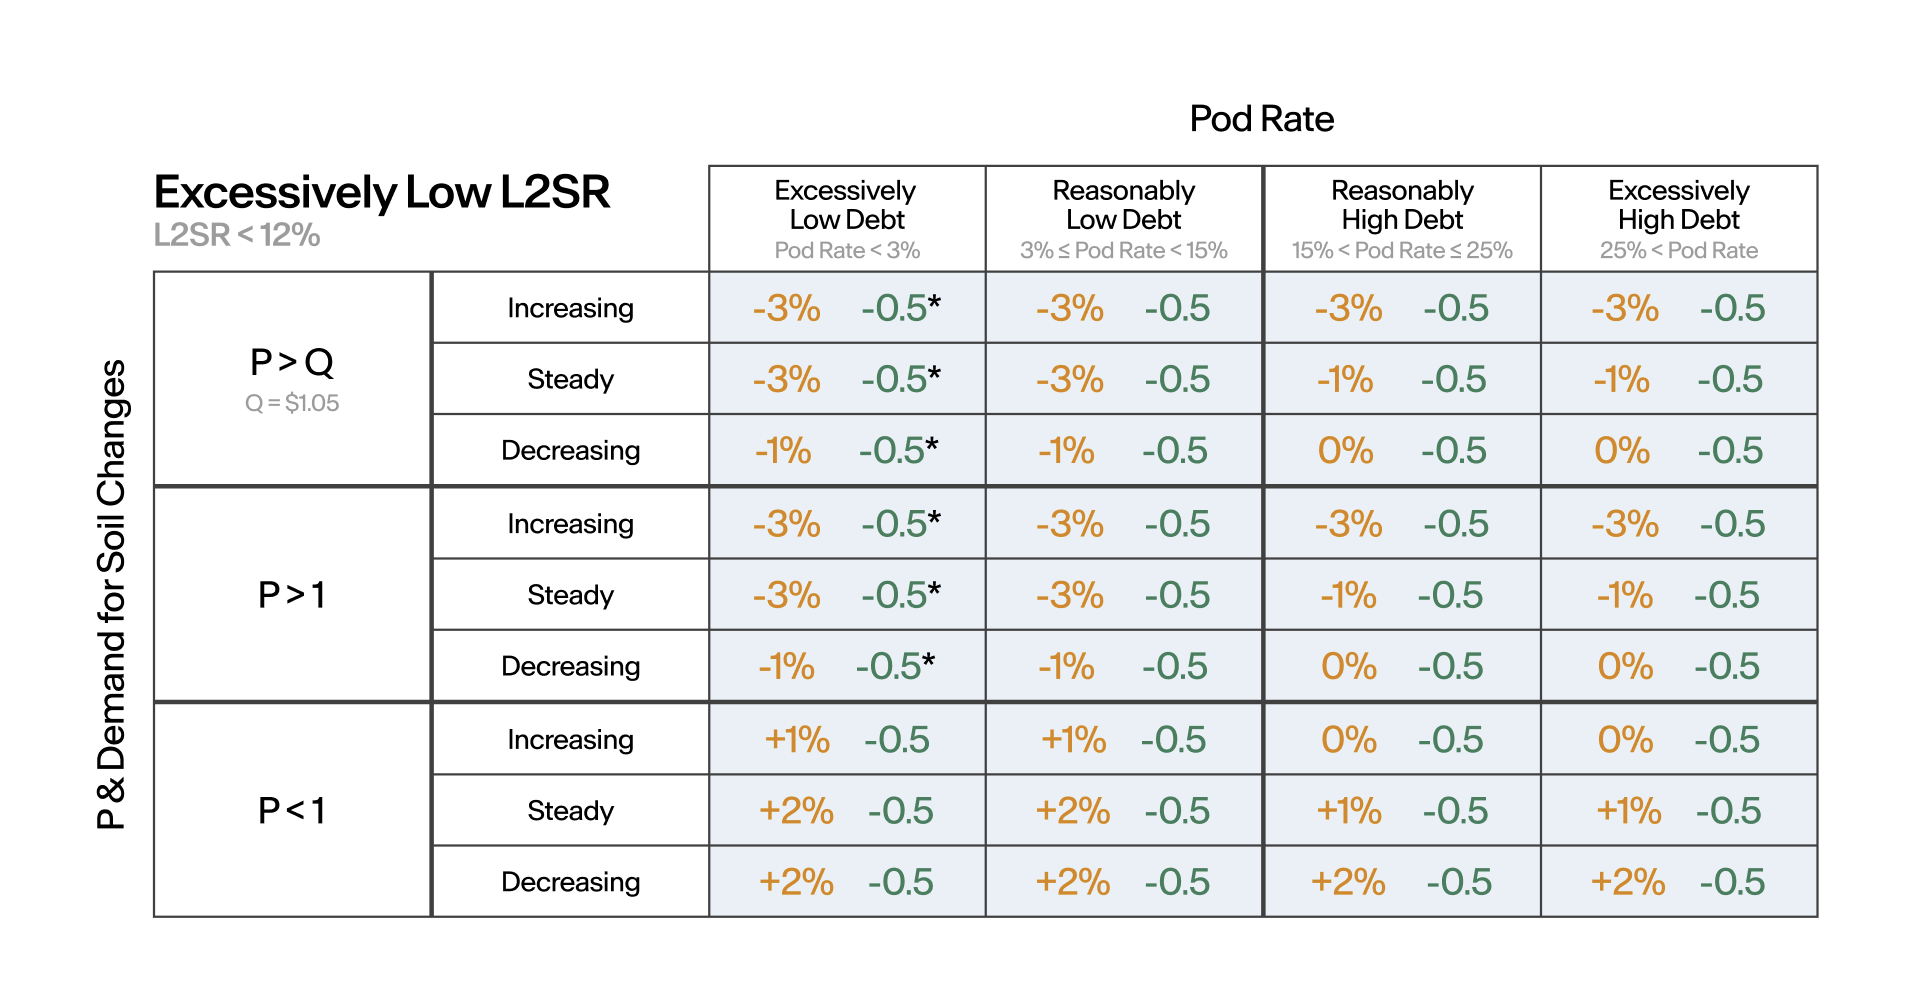 Pod Rate
Excessively Low L2SR
L2SR < 12%
Excessively
Low Debt
Pod Rate < 3%
Reasonably
Low Debt
3% ≤ Pod Rate < 15%
Reasonably
High Debt
15% < Pod Rate ≤ 25%
Excessively
High Debt
25% < Pod Rate
P & Demand for Soil Changes
P > Q
Q = $1.05
Increasing -3% -0.5* -3% -0.5 -3% -0.5 -3% -0.5
Steady -3% -0.5* -3% -0.5 -1% -0.5 -1% -0.5
Decreasing -1% -0.5* -1% -0.5 0% -0.5 0% -0.5
P > 1
Increasing -3% -0.5* -3% -0.5 -3% -0.5 -3% -0.5
Steady -3% -0.5* -3% -0.5 -1% -0.5 -1% -0.5
Decreasing -1% -0.5* -1% -0.5 0% -0.5 0% -0.5
P < 1
Increasing +1% -0.5 +1% -0.5 0% -0.5 0% -0.5
Steady +2% -0.5 +2% -0.5 +1% -0.5 +1% -0.5
Decreasing +2% -0.5 +2% -0.5 +2% -0.5 +2% -0.5